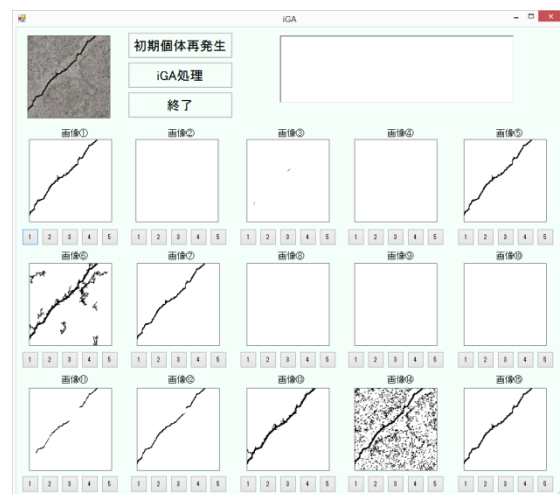 iGA
初期個体再発生
iGA処理
終了
画像① 画像② 画像③ 画像④ 画像⑤
1 2 3 4 5 1 2 3 4 5 1 2 3 4 5 1 2 3 4 5 1 2 3 4 5
画像⑥ 画像⑦ 画像⑧ 画像⑨ 画像⑩
1 2 3 4 5 1 2 3 4 5 1 2 3 4 5 1 2 3 4 5 1 2 3 4 5
画像⑪ 画像⑫ 画像⑬ 画像⑭ 画像⑮
1 2 3 4 5 1 2 3 4 5 1 2 3 4 5 1 2 3 4 5 1 2 3 4 5